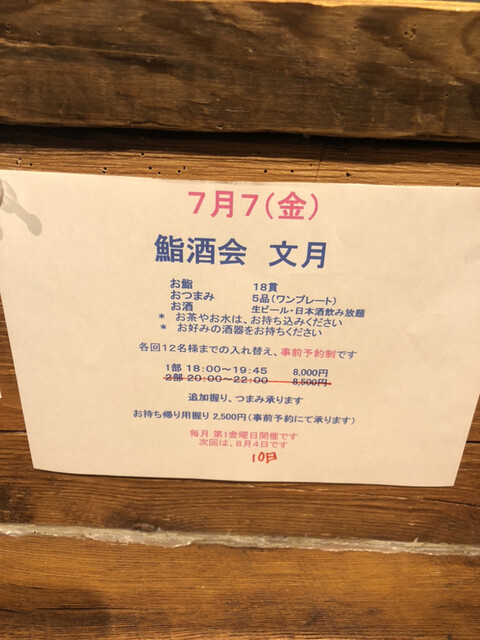 7月7(金)
鮨酒会 文月
お鮨 18貫
おつまみ 5品(ワンプレート)
お酒 生ビール・日本酒飲み放題
* お茶やお水は、お持ち込みください
* お好みの酒器をお持ちください
各回12名様までの入れ替え、事前予約制です
1部 18:00〜19:45 8,000円
2部 20:00〜22:00 8,500円
追加握り、つまみ承ります
お持ち帰り用握り 2,500円(事前予約にて承ります)
毎月 第1金曜日開催です
次回は、8月4日です
10日